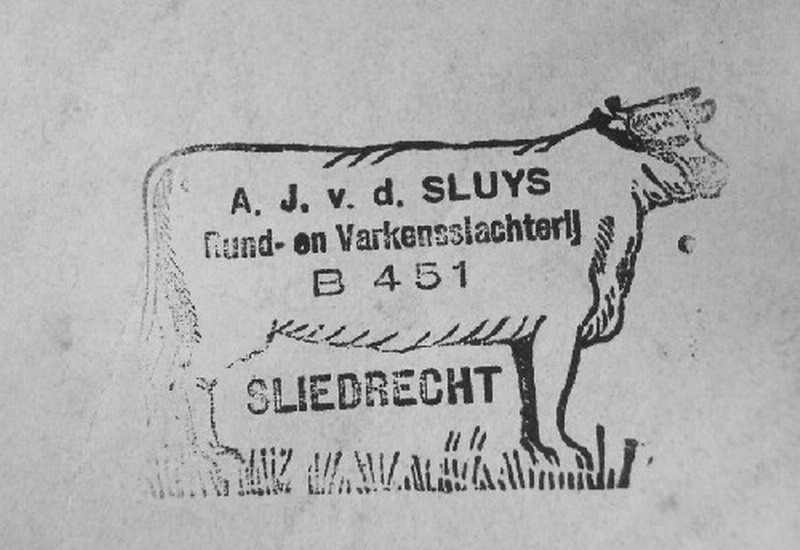 A. J. v. d. SLUYS
Rund- en Varkensslachterij
B 451
SLIEDRECHT